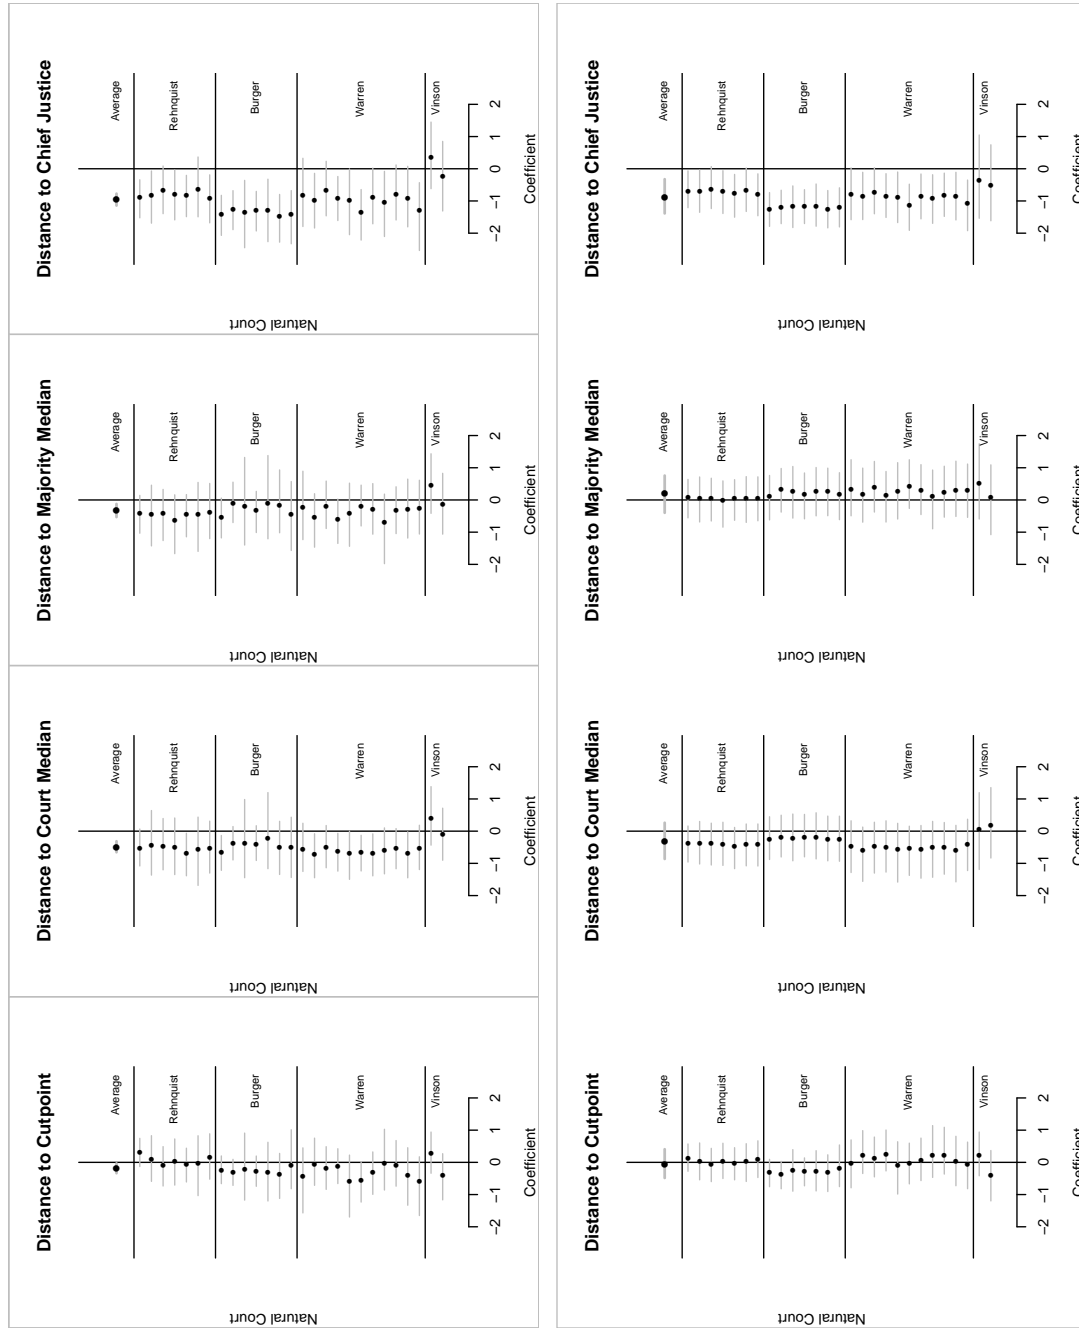 Distance to Cutpoint
Natural Court
Average
Rehnquist
Burger
Warren
Vinson
−2 −1 0 1 2
Coefficient
Distance to Court Median
Natural Court
Average
Rehnquist
Burger
Warren
Vinson
−2 −1 0 1 2
Coefficient
Distance to Majority Median
Natural Court
Average
Rehnquist
Burger
Warren
Vinson
−2 −1 0 1 2
Coefficient
Distance to Chief Justice
Natural Court
Average
Rehnquist
Burger
Warren
Vinson
−2 −1 0 1 2
Coefficient
Distance to Cutpoint
Natural Court
Average
Rehnquist
Burger
Warren
Vinson
−2 −1 0 1 2
Coefficient
Distance to Court Median
Natural Court
Average
Rehnquist
Burger
Warren
Vinson
−2 −1 0 1 2
Coefficient
Distance to Majority Median
Natural Court
Average
Rehnquist
Burger
Warren
Vinson
−2 −1 0 1 2
Coefficient
Distance to Chief Justice
Natural Court
Average
Rehnquist
Burger
Warren
Vinson
−2 −1 0 1 2
Coefficient